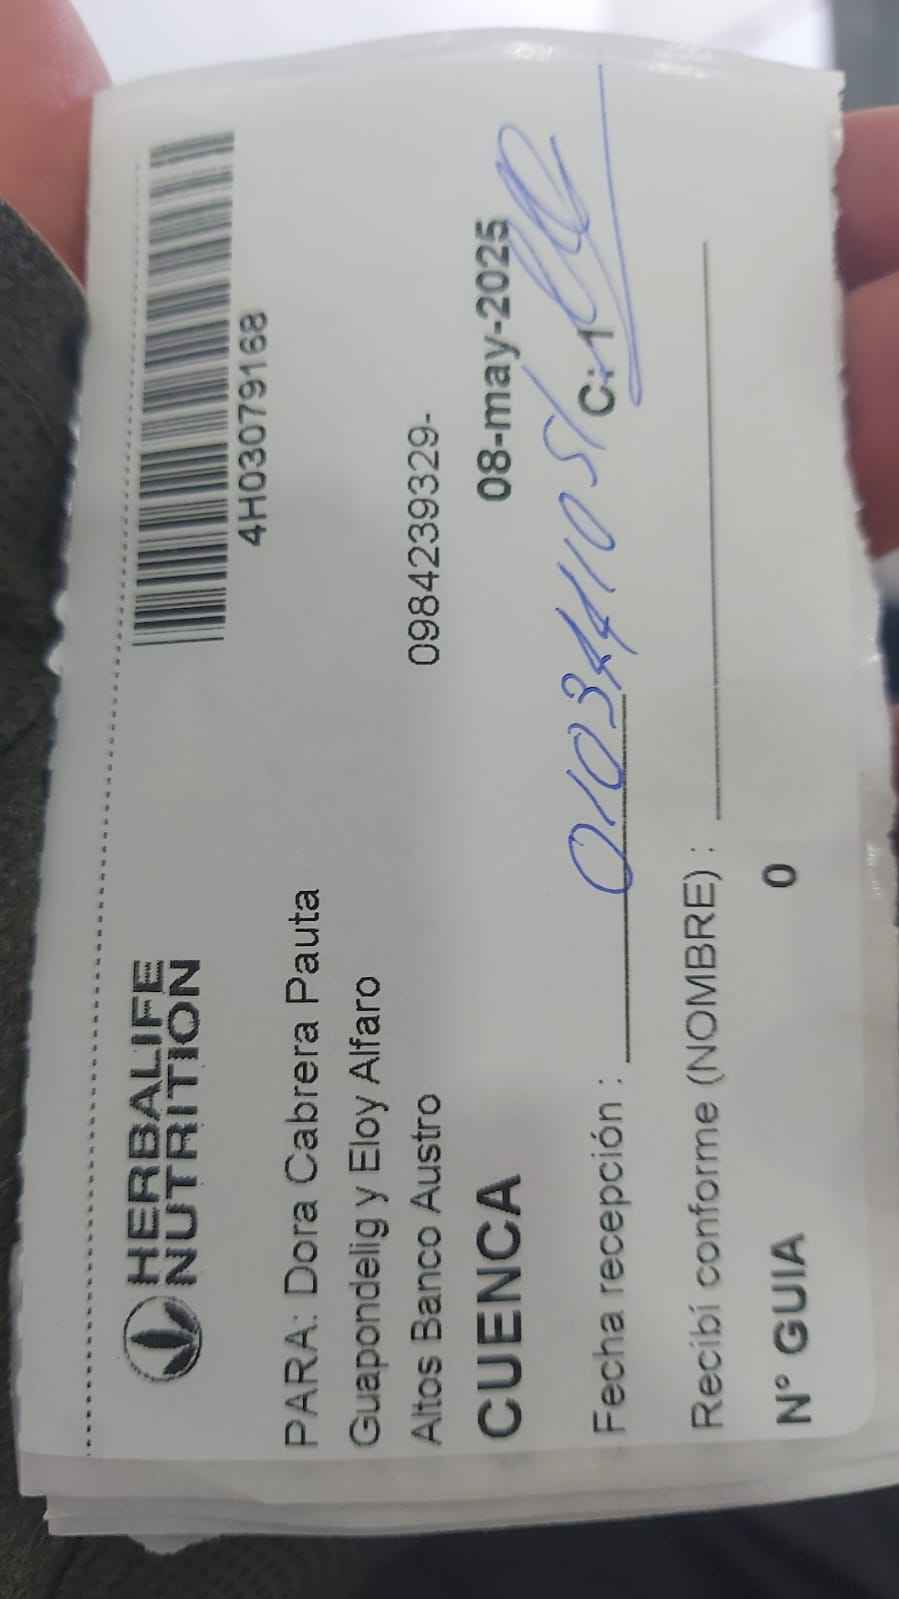 HERBALIFE
NUTRITION
4H03079168
PARA: Dora Cabrera Pauta
Guapondelig y Eloy Alfaro
Altos Banco Austro 0984239329-
CUENCA 08-may-2025
C: 1
Fecha recepción :
Recibí conforme (NOMBRE) :
N° GUIA 0